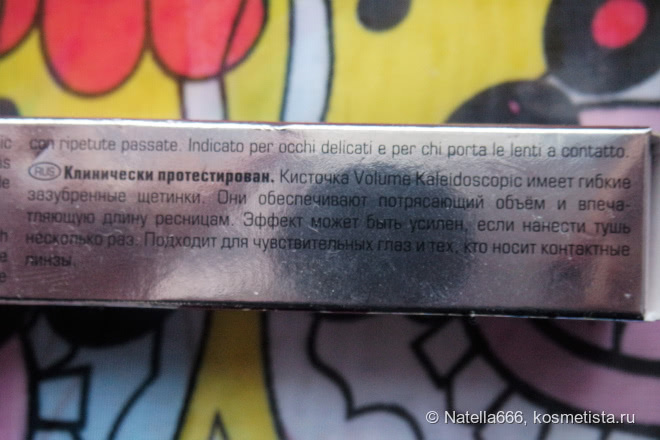 con ripetute passate. Indicato per occhi delicati e per chi porta le lenti a contatto.
RUS Клинически протестирован. Кисточка Volume Kaleidoscopic имеет гибкие
зазубренные щетинки. Они обеспечивают потрясающий объём и впеча-
тляющую длину ресницам. Эффект может быть усилен, если нанести тушь
несколько раз. Подходит для чувствительных глаз и тех, кто носит контактные
линзы.
© Natella666, kosmetista.ru